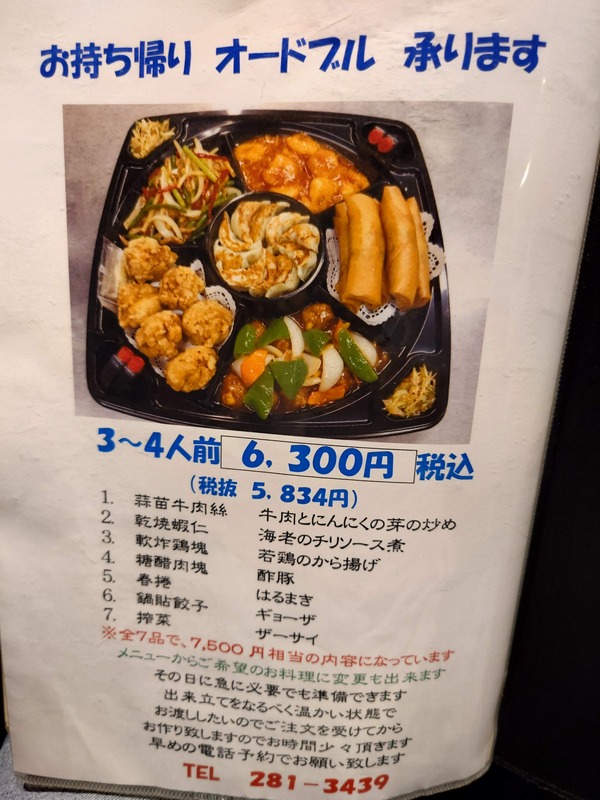 お持ち帰り オードブル 承ります
3～4人前 6,300円 税込
(税抜 5,834円)
1. 蒜苗牛肉絲 牛肉とにんにくの芽の炒め
2. 乾焼蝦仁 海老のチリソース煮
3. 軟炸鶏塊 若鶏のから揚げ
4. 糖醋肉塊 酢豚
5. 春捲 はるまき
6. 鍋貼餃子 ギョーザ
7. 搾菜 ザーサイ
※全7品で、7,500円相当の内容になっています
メニューからご希望のお料理に変更も出来ます
その日に急に必要でも準備できます
出来立てをなるべく温かい状態で
お渡ししたいのでご注文を受けてから
お作り致しますのでお時間少々頂きます
早めの電話予約でお願い致します
TEL 281-3439